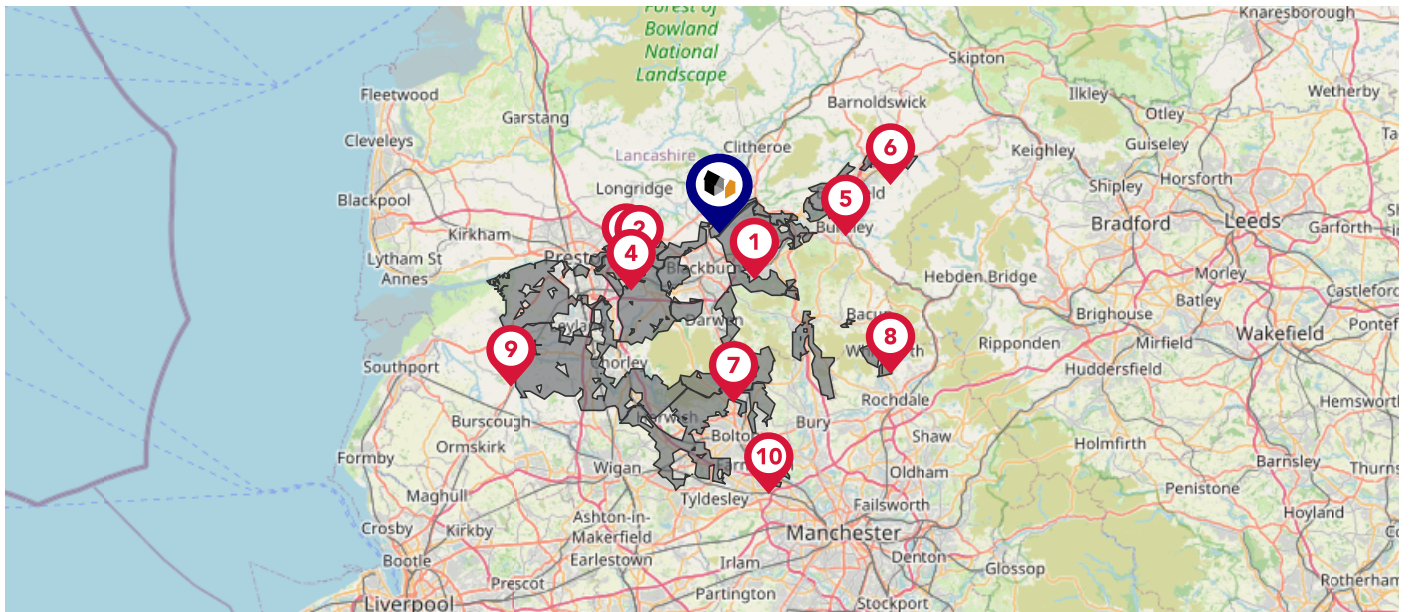 Forest of
Bowland
National
Landscape
Knaresborough
Skipton
Fleetwood
Barnoldswick
Ilkley
Wetherby
Garstang
Otley
Cleveleys
Clitheroe
Keighley
Guiseley
Lancashire
6
Longridge
Shipley
Horsforth
Blackpool
5
Bradford
Leeds
Garforth
Kirkham
2
1
Lytham St
Annes
4
Blackburn
Hebden Bridge
Morley
Batley
Castleford
Darwen
Brighouse
Wakefield
8
Ripponden
Mirfield
Southport
9
7
Huddersfield
Rochdale
Hemsworth
Burscough
Bolton
Bury
Shaw
Holmfirth
Ormskirk
Formby
Wigan
10
Oldham
Barnsley
Maghull
Tyldesley
Failsworth
Penistone
Crosby
Kirkby
Ashton-in-
Makerfield
Manchester
Hoyland
Bootle
Earlestown
Irlam
Denton
Glossop
Prescot
Partington
Rotherham
Liverpool
Stockport